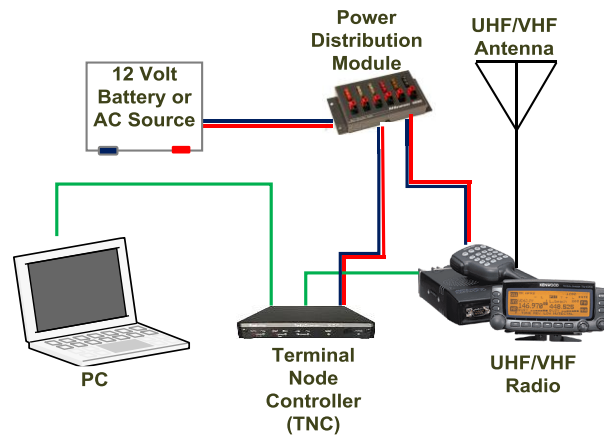 Power
Distribution
Module
UHF/VHF
Antenna
12 Volt
Battery or
AC Source
KENWOOD
PC
Terminal
Node
Controller
(TNC)
UHF/VHF
Radio